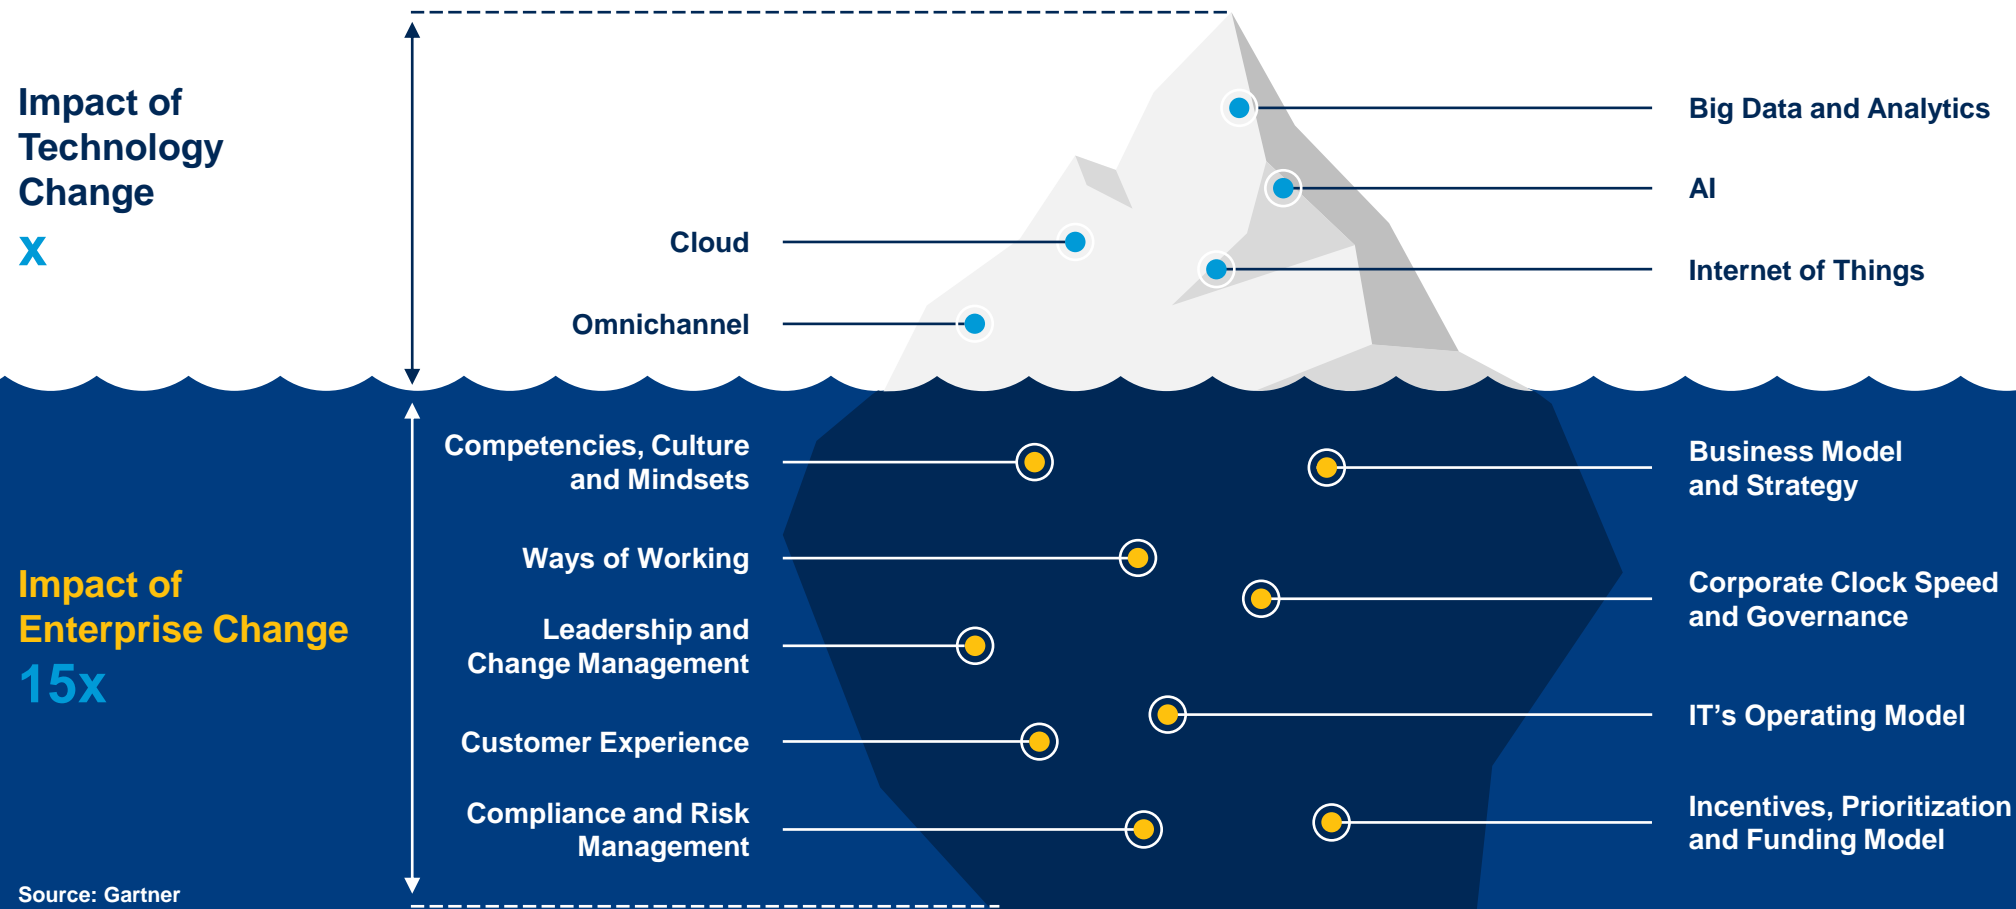 Impact of
Technology
Change
x
Big Data and Analytics
AI
Cloud
Internet of Things
Omnichannel
Impact of
Enterprise Change
15x
Competencies, Culture
and Mindsets
Business Model
and Strategy
Ways of Working
Corporate Clock Speed
and Governance
Leadership and
Change Management
IT’s Operating Model
Customer Experience
Compliance and Risk
Management
Incentives, Prioritization
and Funding Model
Source: Gartner